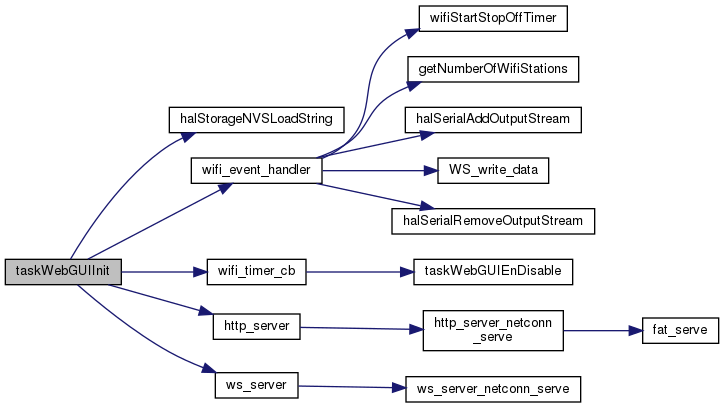 wifiStartStopOffTimer
getNumberOfWifiStations
halStorageNVSLoadString
halSerialAddOutputStream
wifi_event_handler
WS_write_data
halSerialRemoveOutputStream
taskWebGUIInit
wifi_timer_cb
taskWebGUIEnDisable
http_server
http_server_netconn
_serve
fat_serve
ws_server
ws_server_netconn_serve